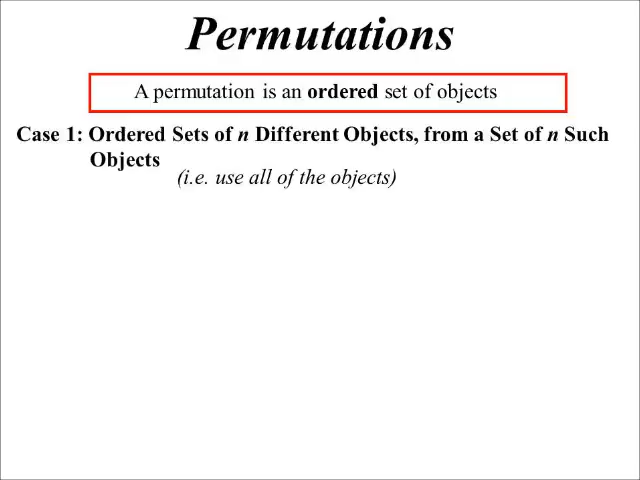 Permutations
A permutation is an ordered set of objects
Case 1: Ordered Sets of n Different Objects, from a Set of n Such
Objects
(i.e. use all of the objects)